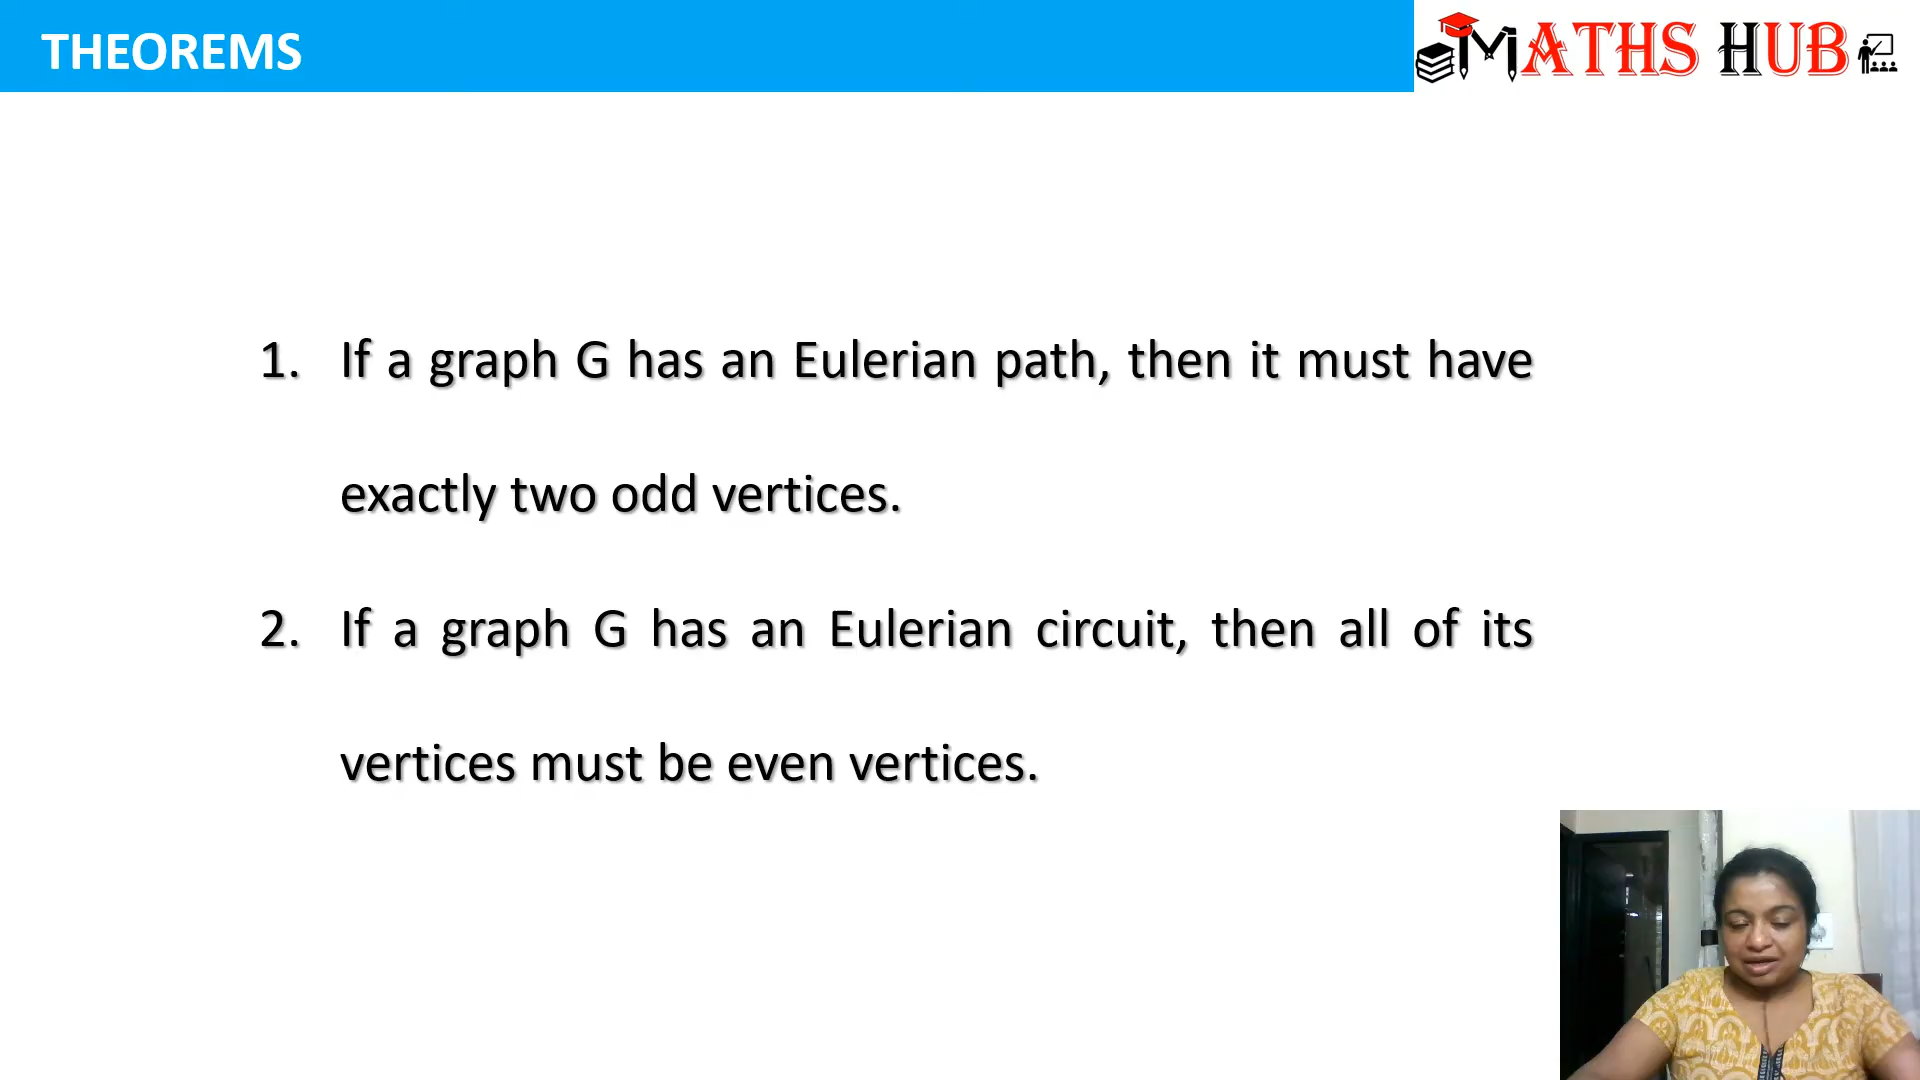 THEOREMS
MATHS HUB
1. If a graph G has an Eulerian path, then it must have
exactly two odd vertices.
2. If a graph G has an Eulerian circuit, then all of its
vertices must be even vertices.